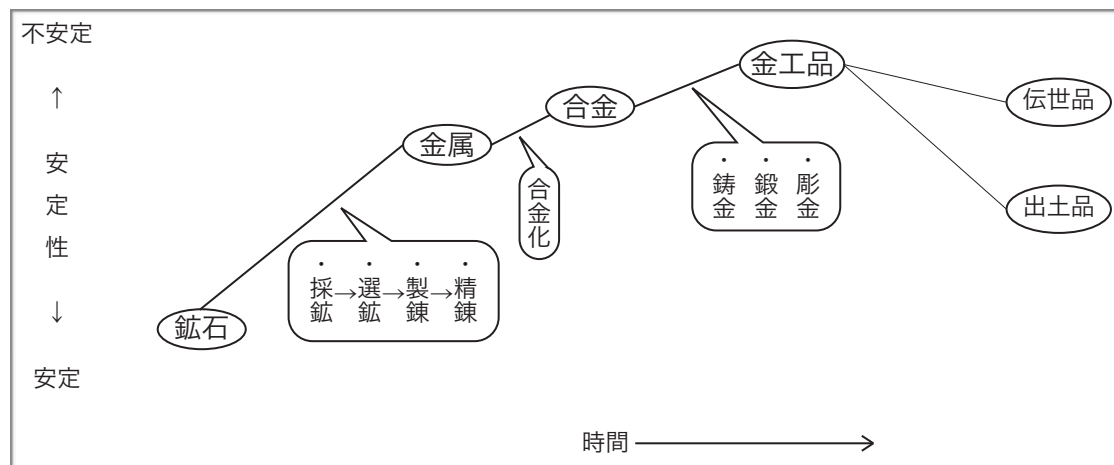 不安定
↑
安定性
↓
安定
鉱石
・採鉱→・選鉱→・製錬→・精錬
金属
合金化
合金
・鋳金
・鍛金
・彫金
金工品
伝世品
出土品
時間